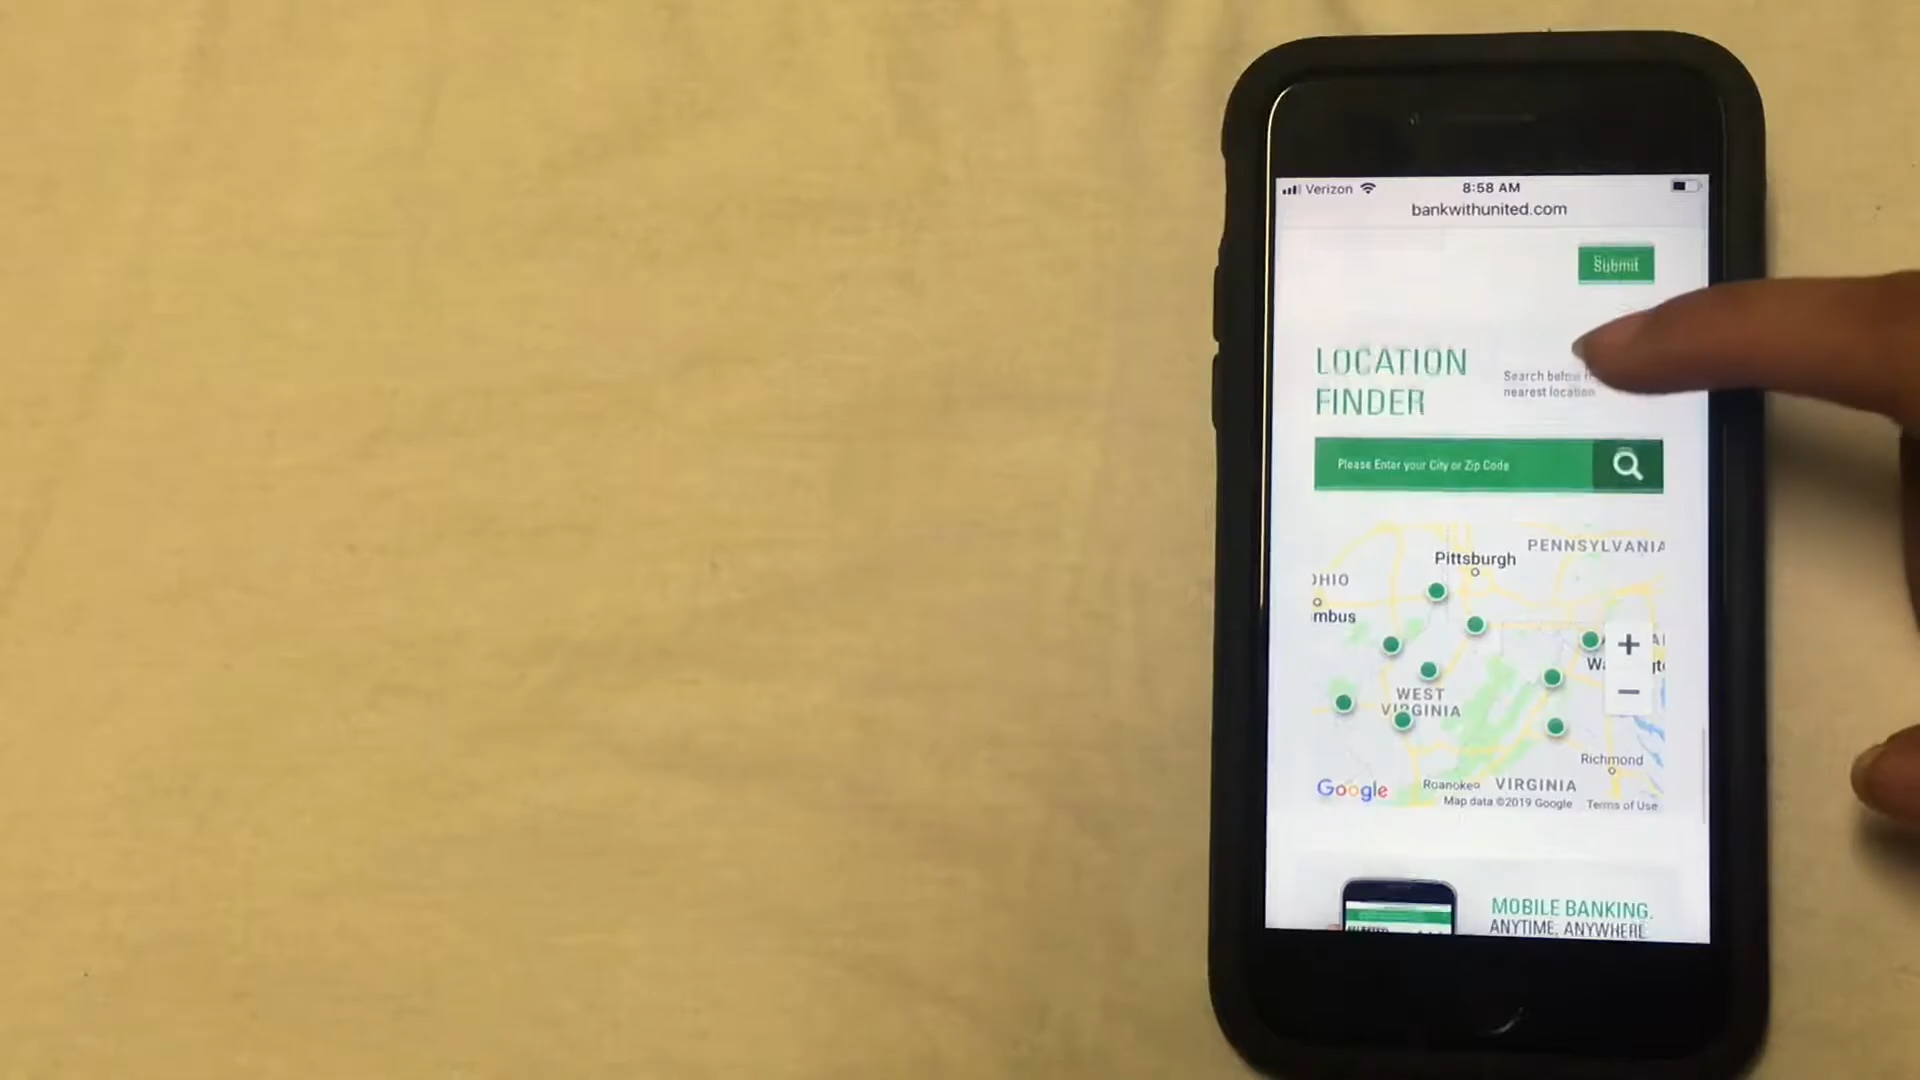 Verizon
8:58 AM
bankwithunited.com
Submit
LOCATION
FINDER
Search below
nearest location
Please Enter your City or Zip Code
PENNSYLVANIA
Pittsburgh
OHIO
mbus
WEST
VIRGINIA
Richmond
Roanoke
VIRGINIA
Google
Map data ©2019 Google
Terms of Use
MOBILE BANKING.
ANYTIME, ANYWHERE